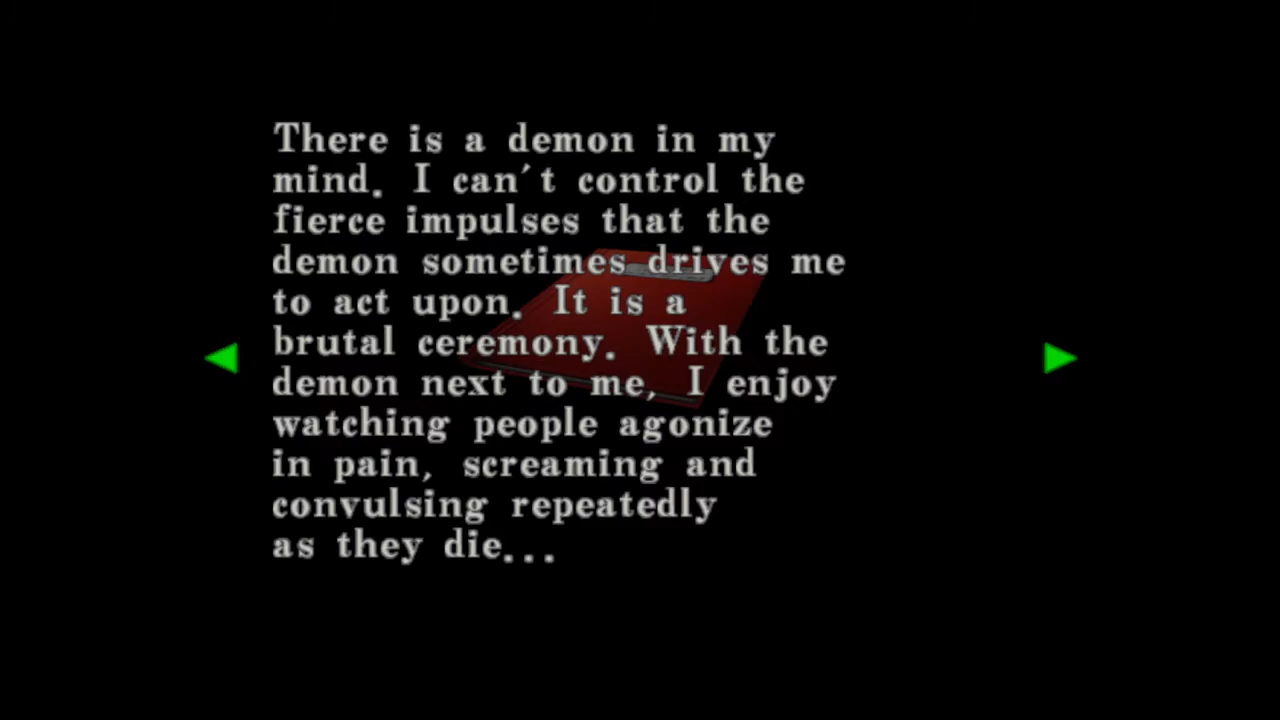 There is a demon in my
mind. I can't control the
fierce impulses that the
demon sometimes drives me
to act upon. It is a
brutal ceremony. With the
demon next to me, I enjoy
watching people agonize
in pain, screaming and
convulsing repeatedly
as they die...